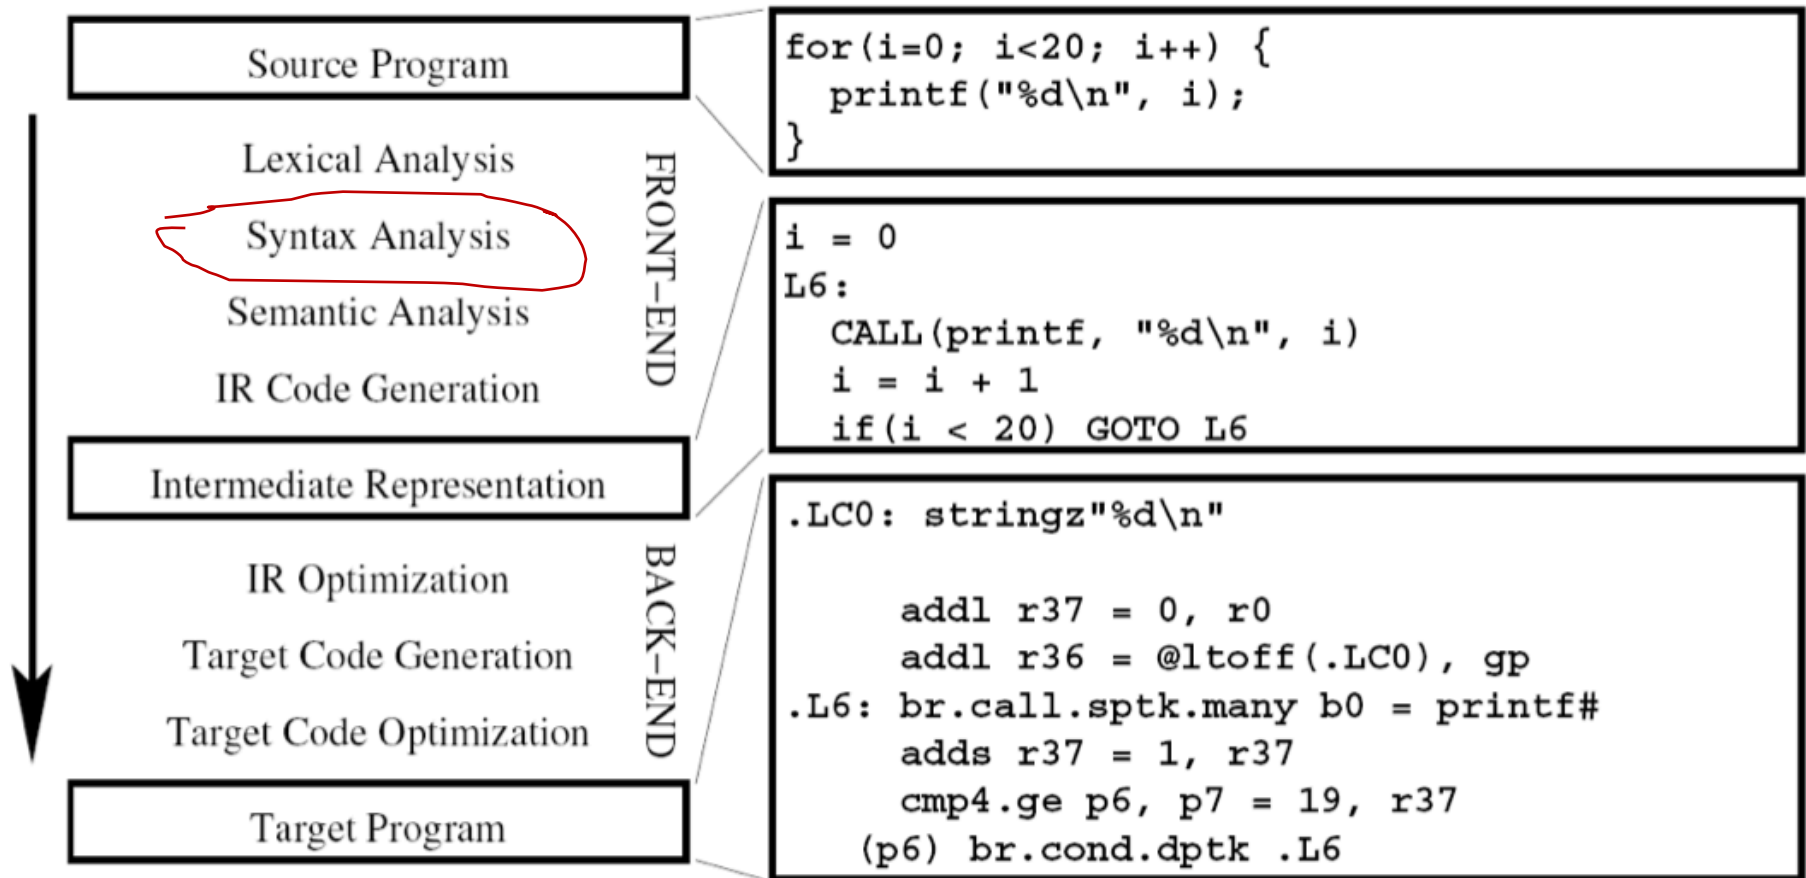 Source Program
Lexical Analysis
Syntax Analysis
Semantic Analysis
IR Code Generation
FRONT-END
Intermediate Representation
IR Optimization
Target Code Generation
Target Code Optimization
BACK-END
Target Program
for(i=0; i<20; i++) {
  printf("%d\n", i);
}
i = 0
L6:
  CALL(printf, "%d\n", i)
  i = i + 1
  if(i < 20) GOTO L6
.LC0: stringz"%d\n"
     addl r37 = 0, r0
     addl r36 = @ltoff(.LC0), gp
.L6: br.call.sptk.many b0 = printf#
     adds r37 = 1, r37
     cmp4.ge p6, p7 = 19, r37
   (p6) br.cond.dptk .L6